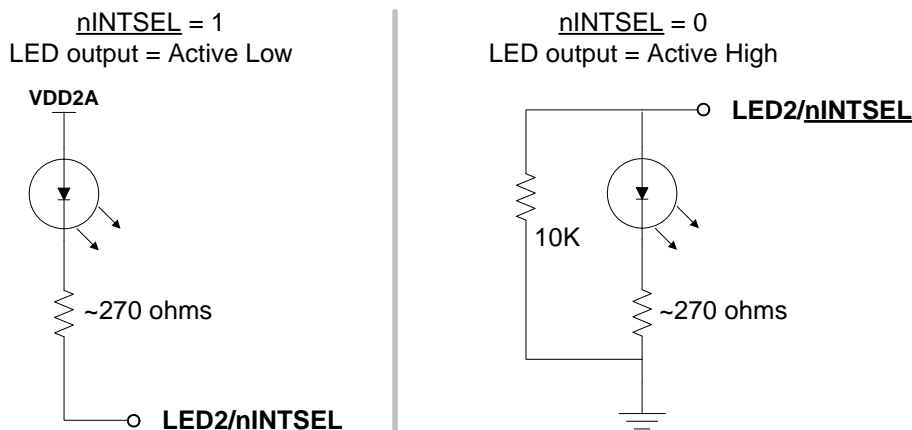 nINTSEL = 1
LED output = Active Low
VDD2A
~270 ohms
LED2/nINTSEL
nINTSEL = 0
LED output = Active High
LED2/nINTSEL
10K
~270 ohms